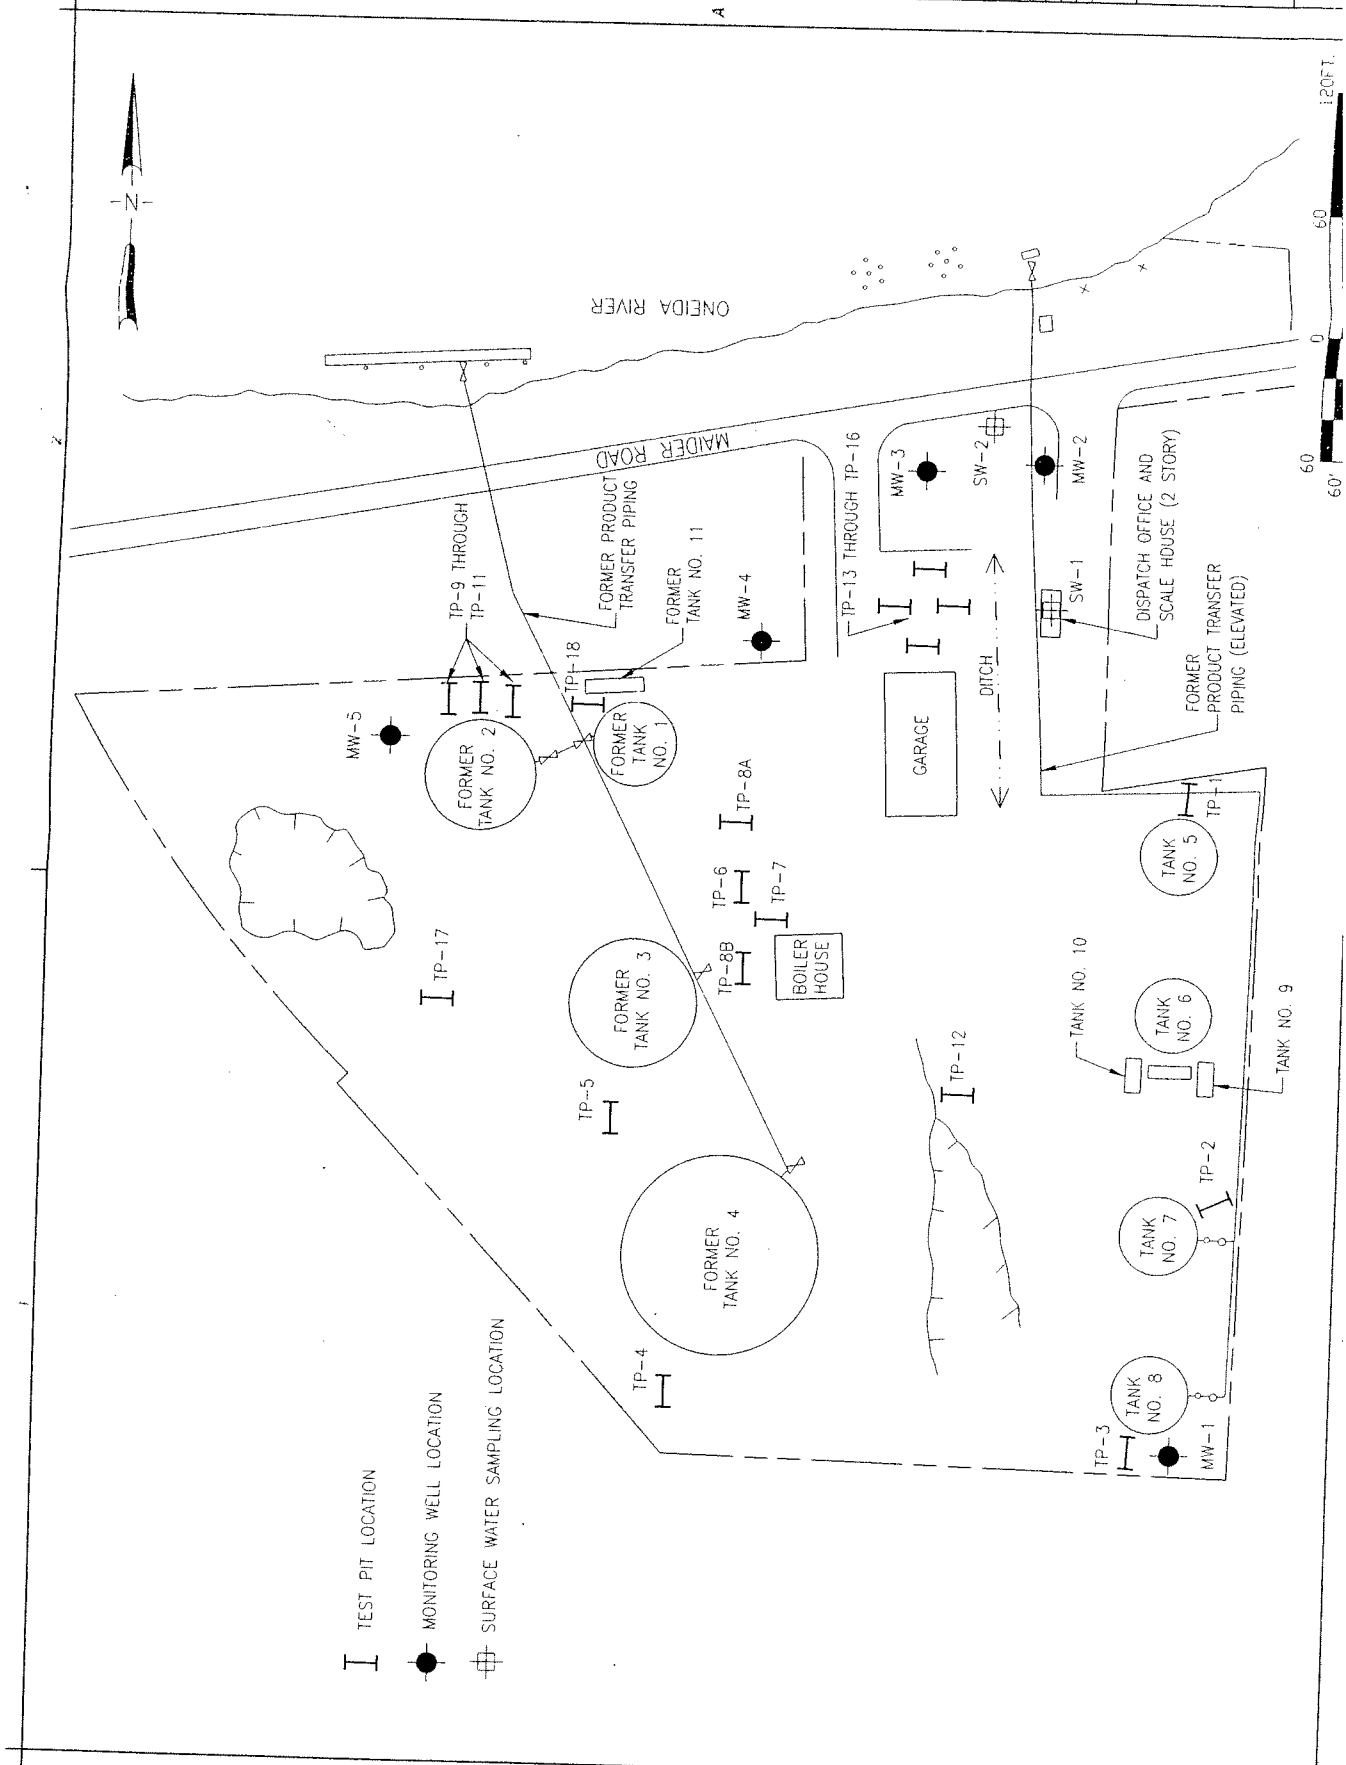 A
2
1
-N-
ONEIDA RIVER
MAIDER ROAD
TP-9 THROUGH
TP-11
FORMER PRODUCT
TRANSFER PIPING
FORMER
TANK NO. 11
TP-18
MW-4
MW-5
FORMER
TANK NO. 2
FORMER
TANK
NO. 1
TP-13 THROUGH TP-16
MW-3
SW-2
MW-2
SW-1
DISPATCH OFFICE AND
SCALE HOUSE (2 STORY)
FORMER
PRODUCT TRANSFER
PIPING (ELEVATED)
DITCH
GARAGE
TP-8A
TP-6
TP-7
TP-8B
BOILER
HOUSE
TP-17
FORMER
TANK NO. 3
TP-5
FORMER
TANK NO. 4
TP-4
TP-12
TP-1
TANK
NO. 5
TANK NO. 10
TANK
NO. 6
TANK NO. 9
TP-2
TANK
NO. 7
TANK
NO. 8
TP-3
MW-1
TEST PIT LOCATION
MONITORING WELL LOCATION
SURFACE WATER SAMPLING LOCATION
60
0
60
120FT.
60'